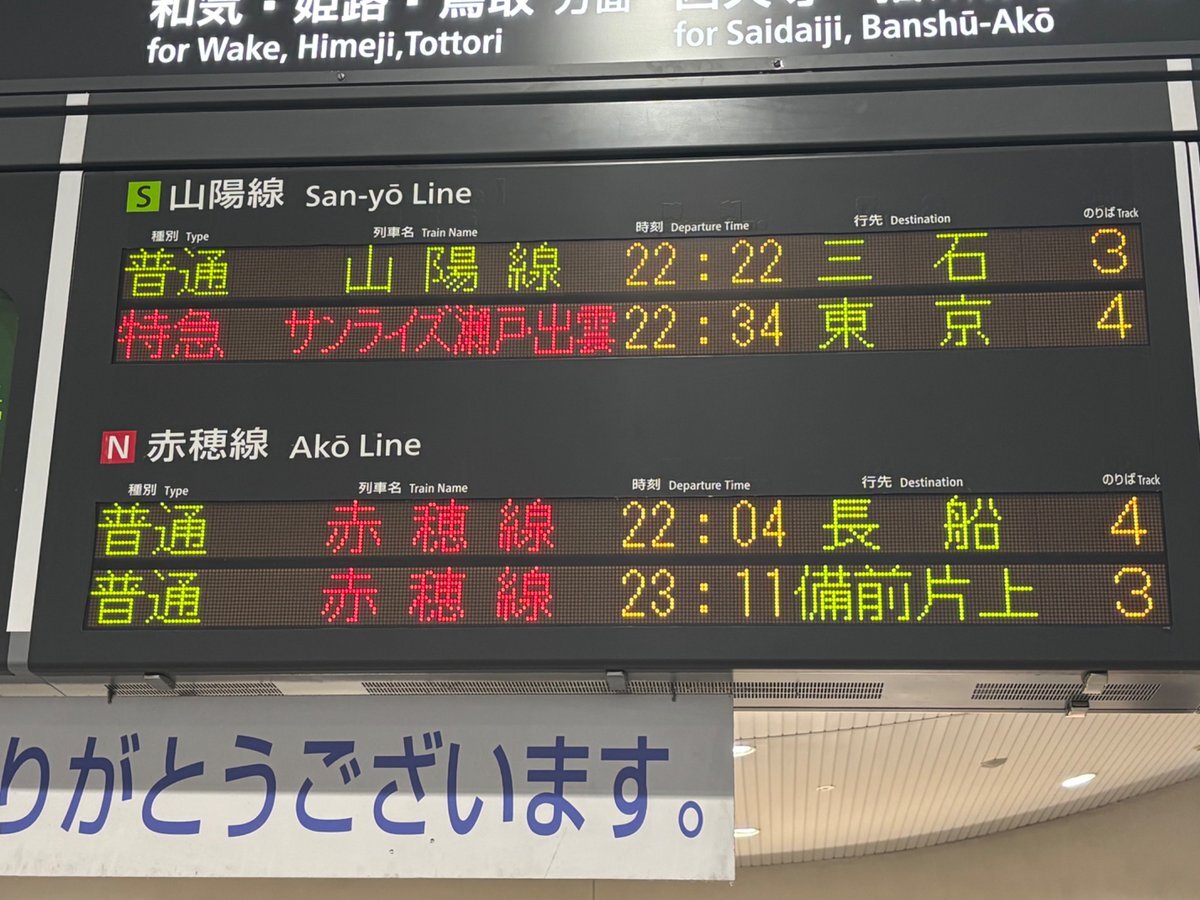 和気・姫路・鳥取 方面
for Wake, Himeji,Tottori
for Saidaiji, Banshū-Akō
S 山陽線 San-yō Line
種別 Type 列車名 Train Name 時刻 Departure Time 行先 Destination のりば Track
普通 山陽線 22:22 三石 3
特急 サンライズ瀬戸・出雲 22:34 東京 4
N 赤穂線 Akō Line
種別 Type 列車名 Train Name 時刻 Departure Time 行先 Destination のりば Track
普通 赤穂線 22:04 長船 4
普通 赤穂線 23:11 備前片上 3
りがとうございます。